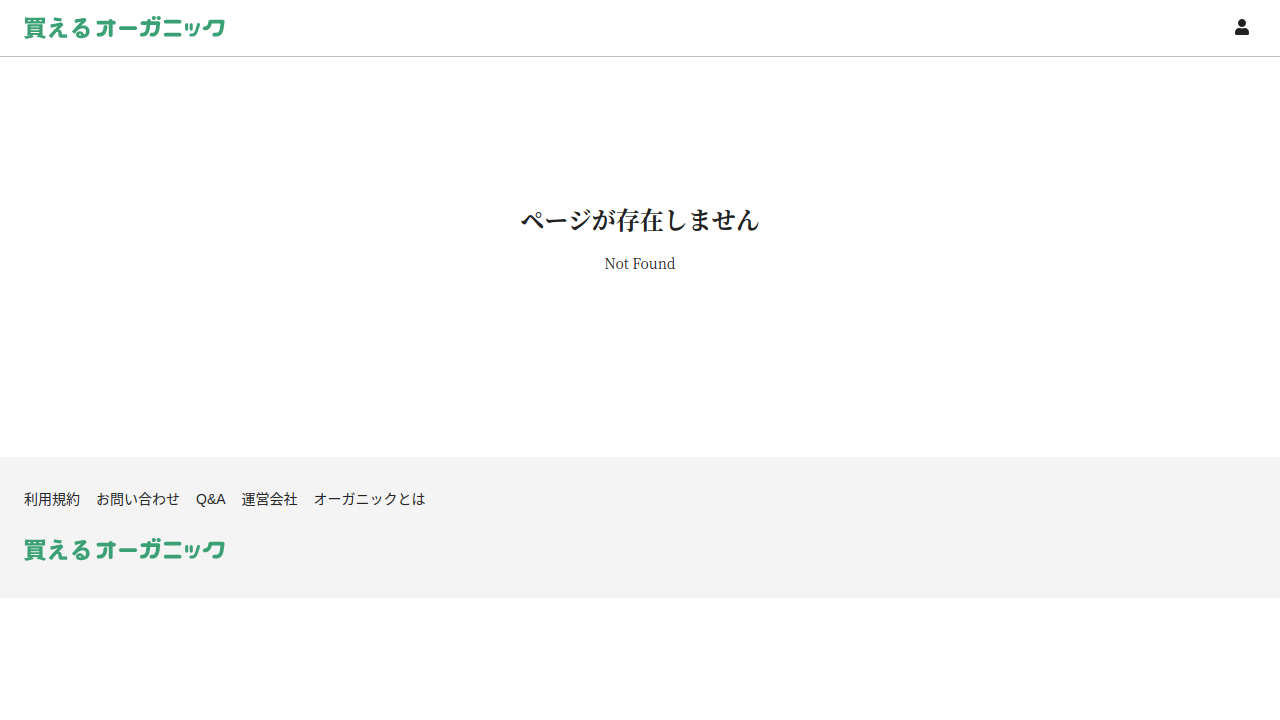 買えるオーガニック
ページが存在しません
Not Found
利用規約 お問い合わせ Q&A 運営会社 オーガニックとは
買えるオーガニック